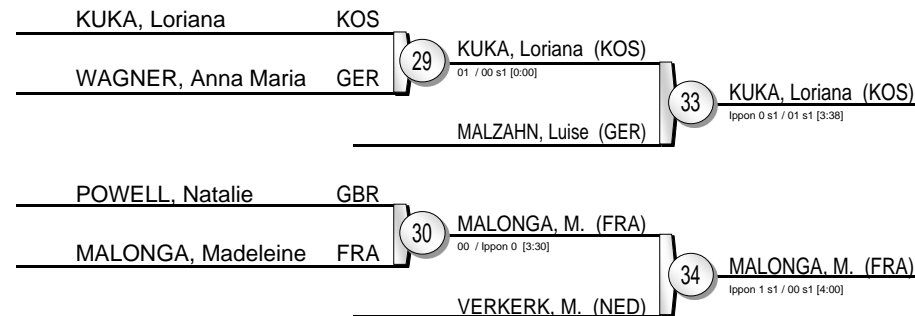 KUKA, Loriana KOS
29
KUKA, Loriana (KOS)
01 / 00 s1 [0:00]
WAGNER, Anna Maria GER
33
KUKA, Loriana (KOS)
Ippon 0 s1 / 01 s1 [3:38]
MALZAHN, Luise (GER)
POWELL, Natalie GBR
30
MALONGA, M. (FRA)
00 / Ippon 0 [3:30]
MALONGA, Madeleine FRA
34
MALONGA, M. (FRA)
Ippon 1 s1 / 00 s1 [4:00]
VERKERK, M. (NED)